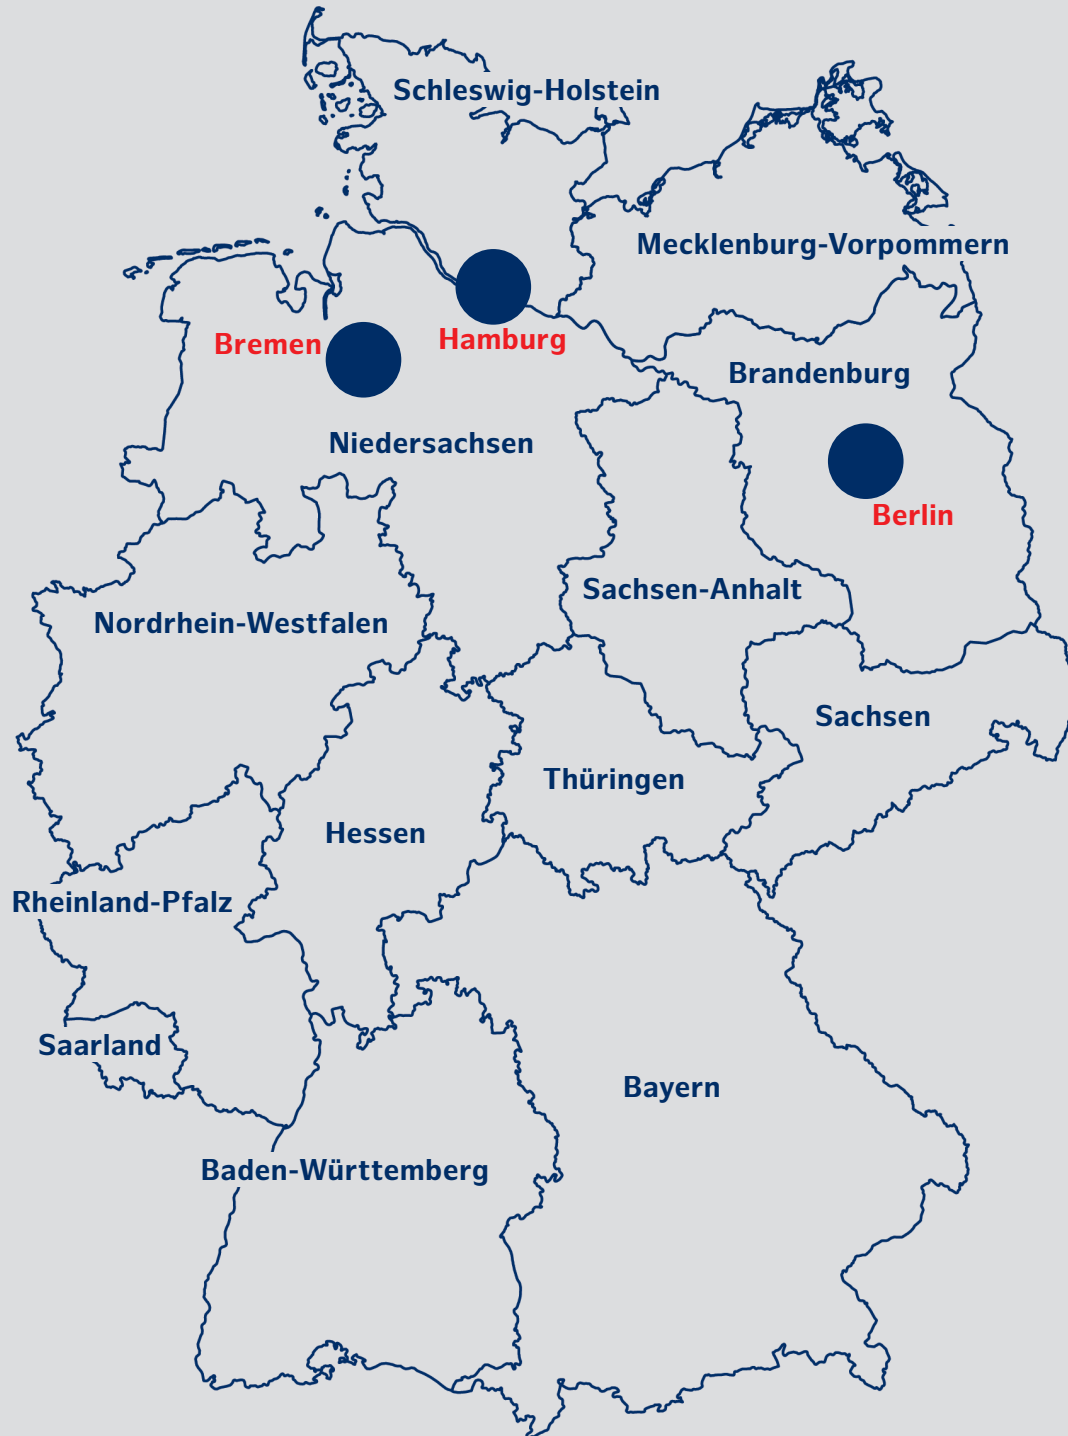 Schleswig-Holstein
Mecklenburg-Vorpommern
Hamburg
Bremen
Brandenburg
Niedersachsen
Berlin
Sachsen-Anhalt
Nordrhein-Westfalen
Sachsen
Thüringen
Hessen
Rheinland-Pfalz
Saarland
Bayern
Baden-Württemberg